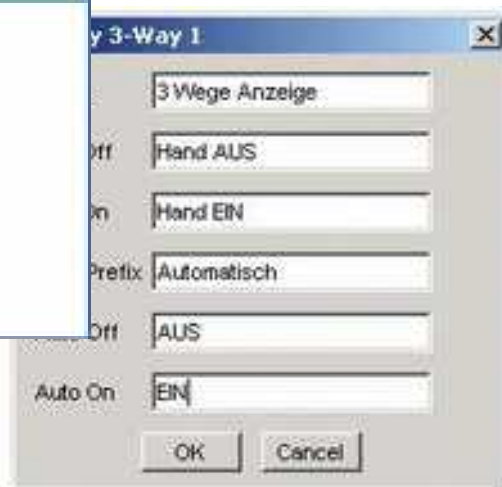 y 3-Way 1
3 Wege Anzeige
Off Hand AUS
On Hand EIN
Prefix Automatisch
Off AUS
Auto On EIN
OK Cancel